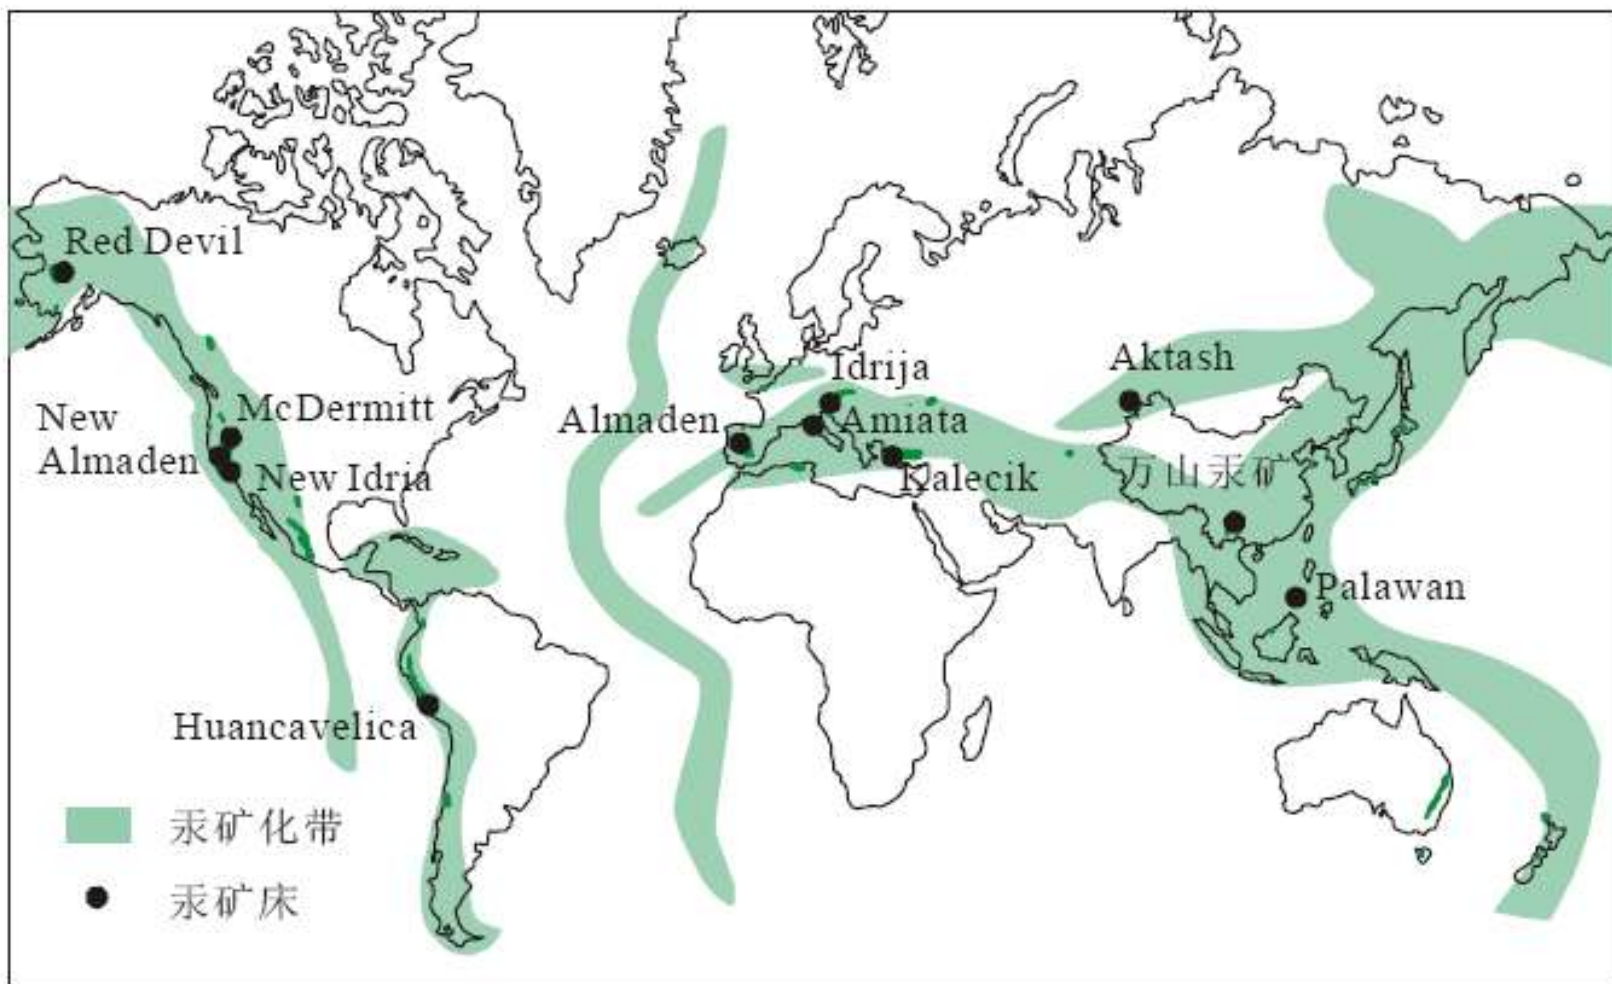 Red Devil
McDermitt
New
Almaden
New Idria
Huancavelica
Almaden
Idrija
Amiata
Kalecik
Aktash
万山汞矿
Palawan
汞矿化带
汞矿床